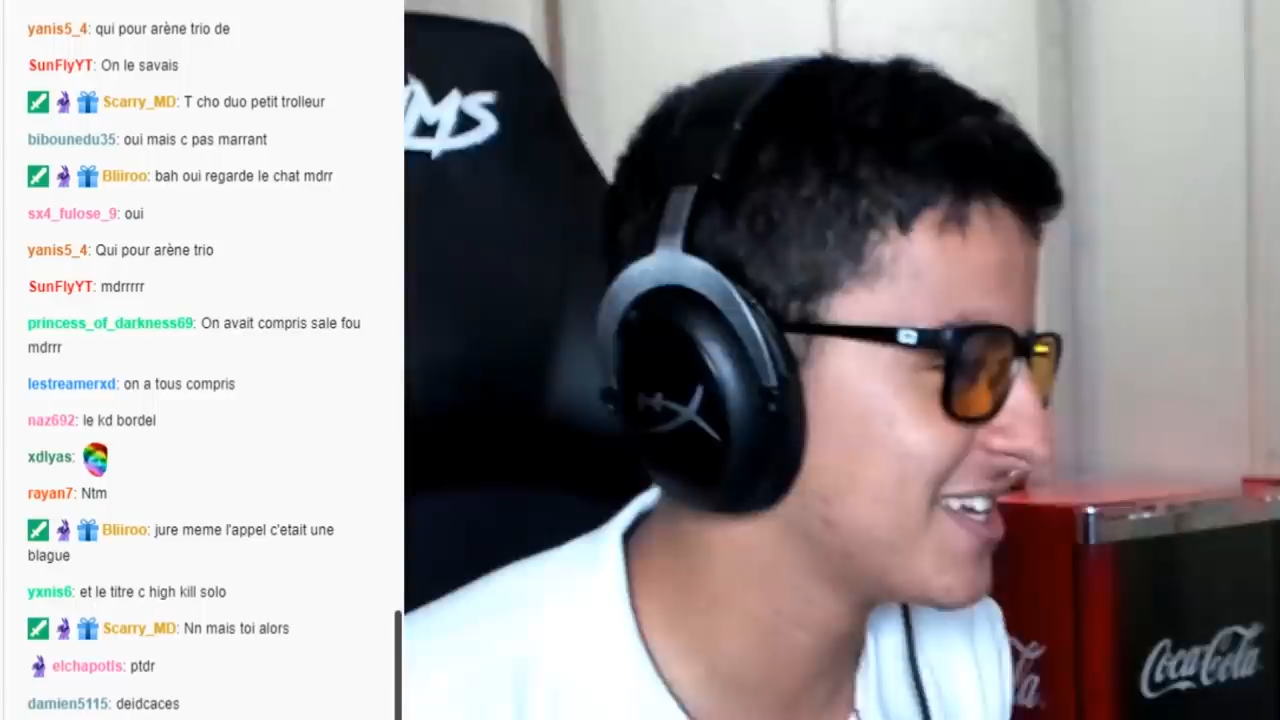 yanis5_4: qui pour arène trio de
SunFlyYT: On le savais
Scarry_MD: T cho duo petit trolleur
bibounedu35: oui mais c pas marrant
Bliiroo: bah oui regarde le chat mdrr
sx4_fulose_9: oui
yanis5_4: Qui pour arène trio
SunFlyYT: mdrrrrr
princess_of_darkness69: On avait compris sale fou
mdrrr
lestreamerxd: on a tous compris
naz692: le kd bordel
xdlyas:
rayan7: Ntm
Bliiroo: jure meme l'appel c'etait une
blague
yxnis6: et le titre c high kill solo
Scarry_MD: Nn mais toi alors
elchapotls: ptdr
damien5115: deidcaces
MS
Coca-Cola